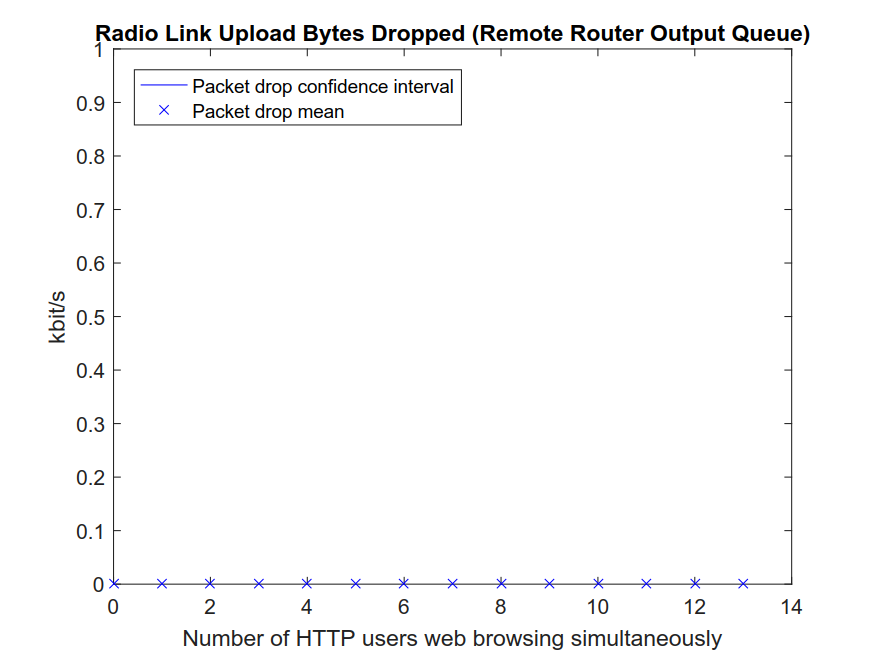 Radio Link Upload Bytes Dropped (Remote Router Output Queue)
1
Packet drop confidence interval
Packet drop mean
0.9
0.8
0.7
0.6
0.5
0.4
0.3
0.2
0.1
0
kbit/s
0 2 4 6 8 10 12 14
Number of HTTP users web browsing simultaneously